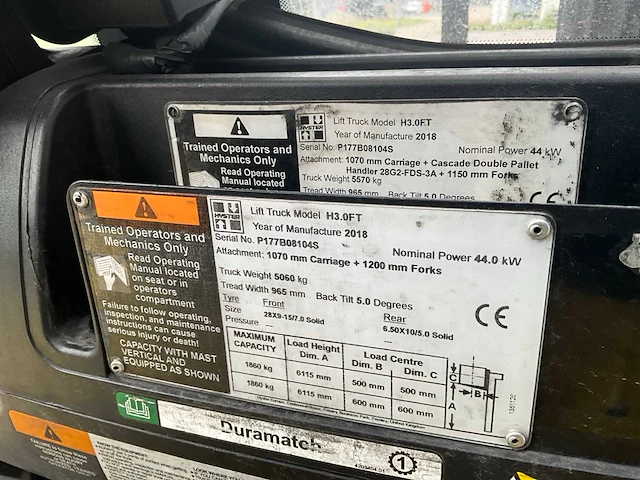 HYSTER
Lift Truck Model H3.0FT
Year of Manufacture 2018
Serial No. P177B08104S Nominal Power 44 kW
Attachment: 1070 mm Carriage + Cascade Double Pallet
Handler 28G2-FDS-3A + 1150 mm Forks
Truck Weight 5570 kg
Tread Width 965 mm Back Tilt 5.0 Degrees
CE
Trained Operators and
Mechanics Only
Read Operating
Manual located
HYSTER
Lift Truck Model H3.0FT
Year of Manufacture 2018
Serial No. P177B08104S Nominal Power 44.0 kW
Attachment: 1070 mm Carriage + 1200 mm Forks
Truck Weight 5060 kg
Tread Width 965 mm Back Tilt 5.0 Degrees
Tyre Front Rear
Size 28X9-15/7.0 Solid 6.50X10/5.0 Solid
Pressure --- ---
CE
Trained Operators and
Mechanics Only
Read Operating
Manual located
on seat or in
operators
compartment
Failure to follow operating,
inspection, and maintenance
instructions can cause
serious injury or death!
CAPACITY WITH MAST
VERTICAL AND
EQUIPPED AS SHOWN
MAXIMUM CAPACITY Load Height Dim. A Load Centre Dim. B Dim. C
1860 kg 6115 mm 500 mm 500 mm
1860 kg 6115 mm 600 mm 600 mm
C
B
A
Duramatch
1